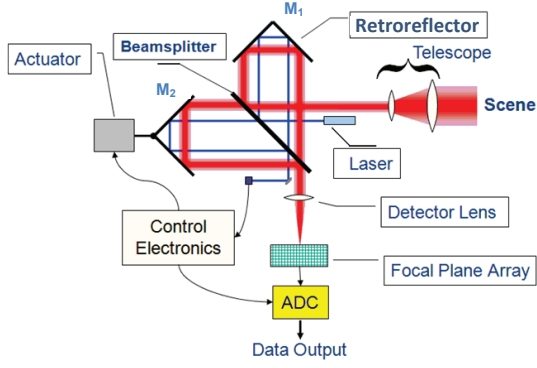 M1
Retroreflector
Beamsplitter
Telescope
Actuator
M2
Scene
Laser
Detector Lens
Control
Electronics
Focal Plane Array
ADC
Data Output